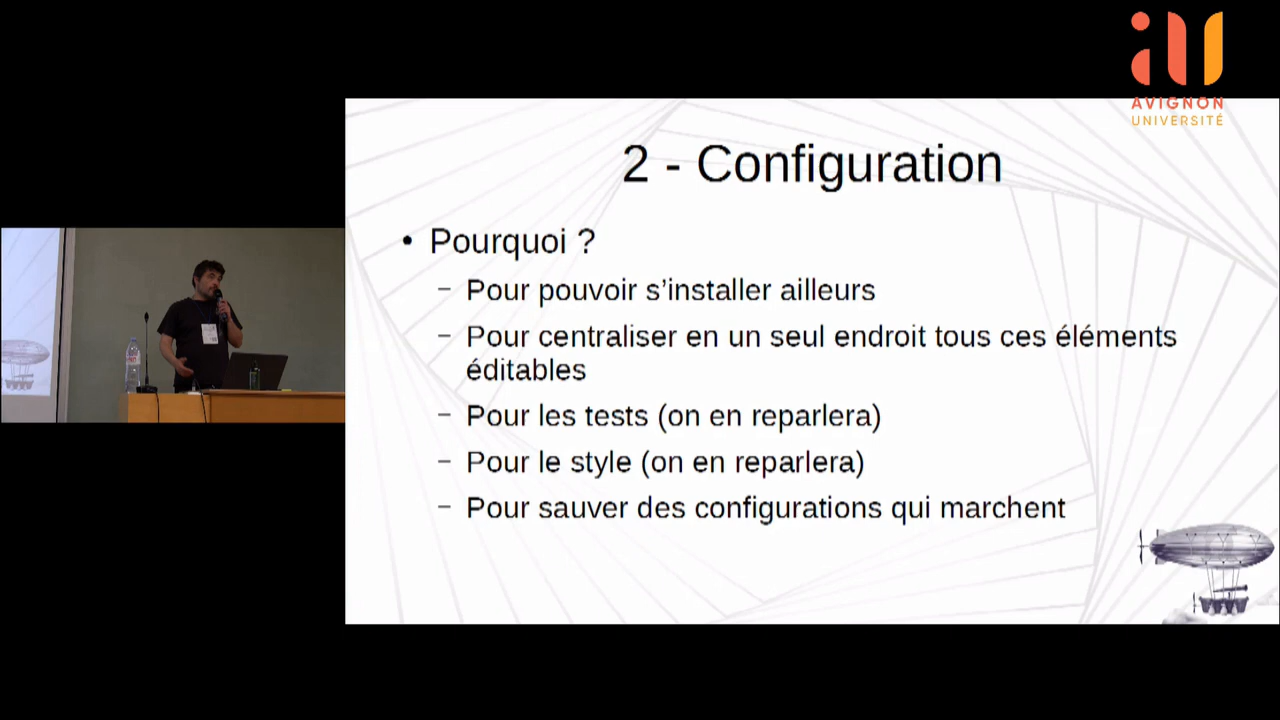 AVIGNON
UNIVERSITÉ
2 - Configuration
• Pourquoi ?
– Pour pouvoir s’installer ailleurs
– Pour centraliser en un seul endroit tous ces éléments
éditables
– Pour les tests (on en reparlera)
– Pour le style (on en reparlera)
– Pour sauver des configurations qui marchent